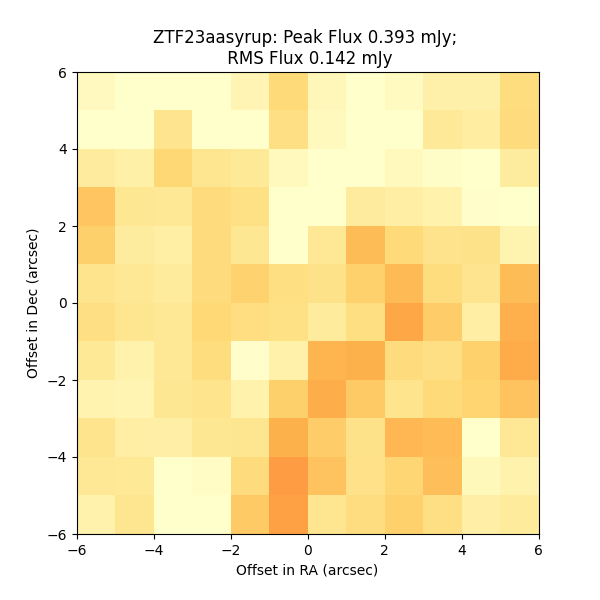 ZTF23aasyrup: Peak Flux 0.393 mJy;
RMS Flux 0.142 mJy
6
4
2
0
−2
−4
−6
Offset in Dec (arcsec)
−6 −4 −2 0 2 4 6
Offset in RA (arcsec)